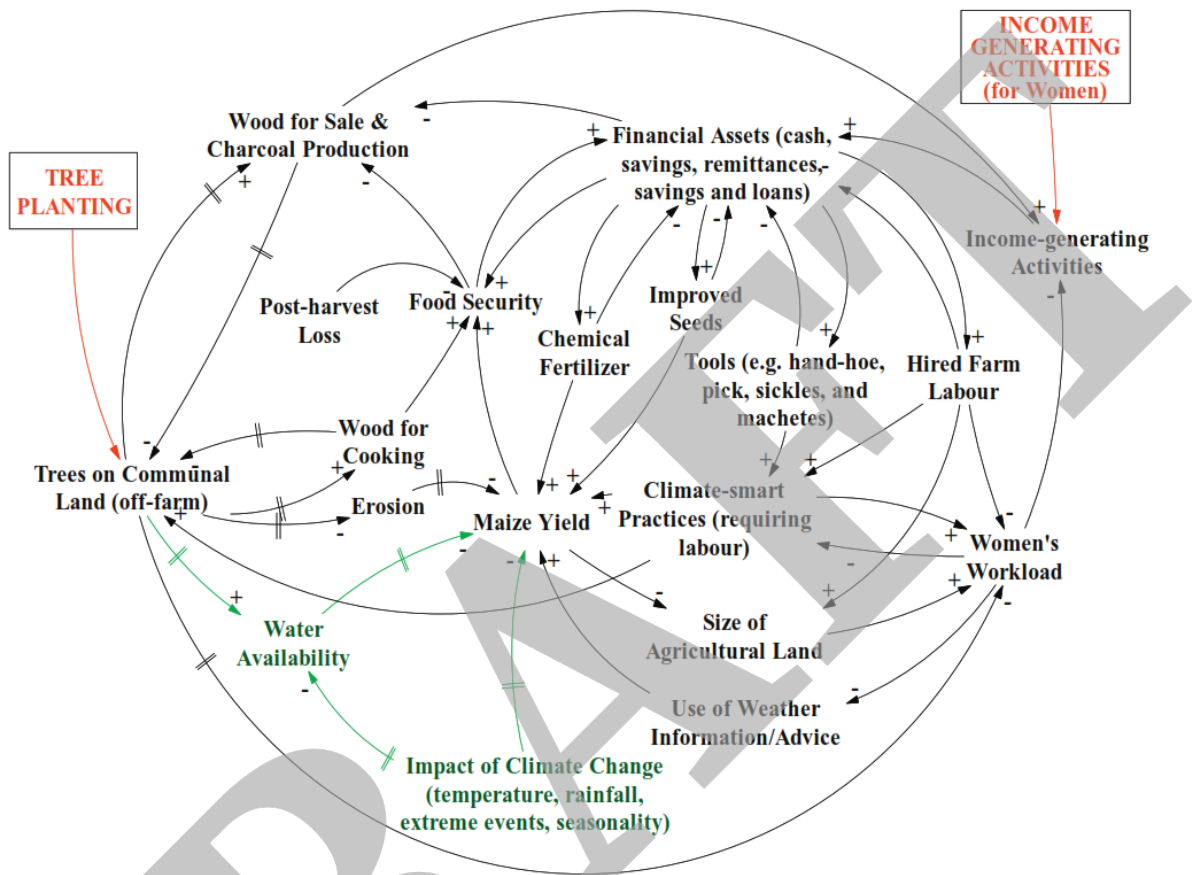 INCOME
GENERATING
ACTIVITIES
(for Women)
Wood for Sale &
Charcoal Production
Financial Assets (cash,
savings, remittances,
savings and loans)
TREE
PLANTING
Income-generating
Activities
Post-harvest
Loss
Food Security
Improved
Seeds
Chemical
Fertilizer
Tools (e.g. hand-hoe,
pick, sickles, and
machetes)
Hired Farm
Labour
Wood for
Cooking
Trees on Communal
Land (off-farm)
Erosion
Maize Yield
Climate-smart
Practices (requiring
labour)
Women's
Workload
Water
Availability
Size of
Agricultural Land
Use of Weather
Information/Advice
Impact of Climate Change
(temperature, rainfall,
extreme events, seasonality)
DRAFT